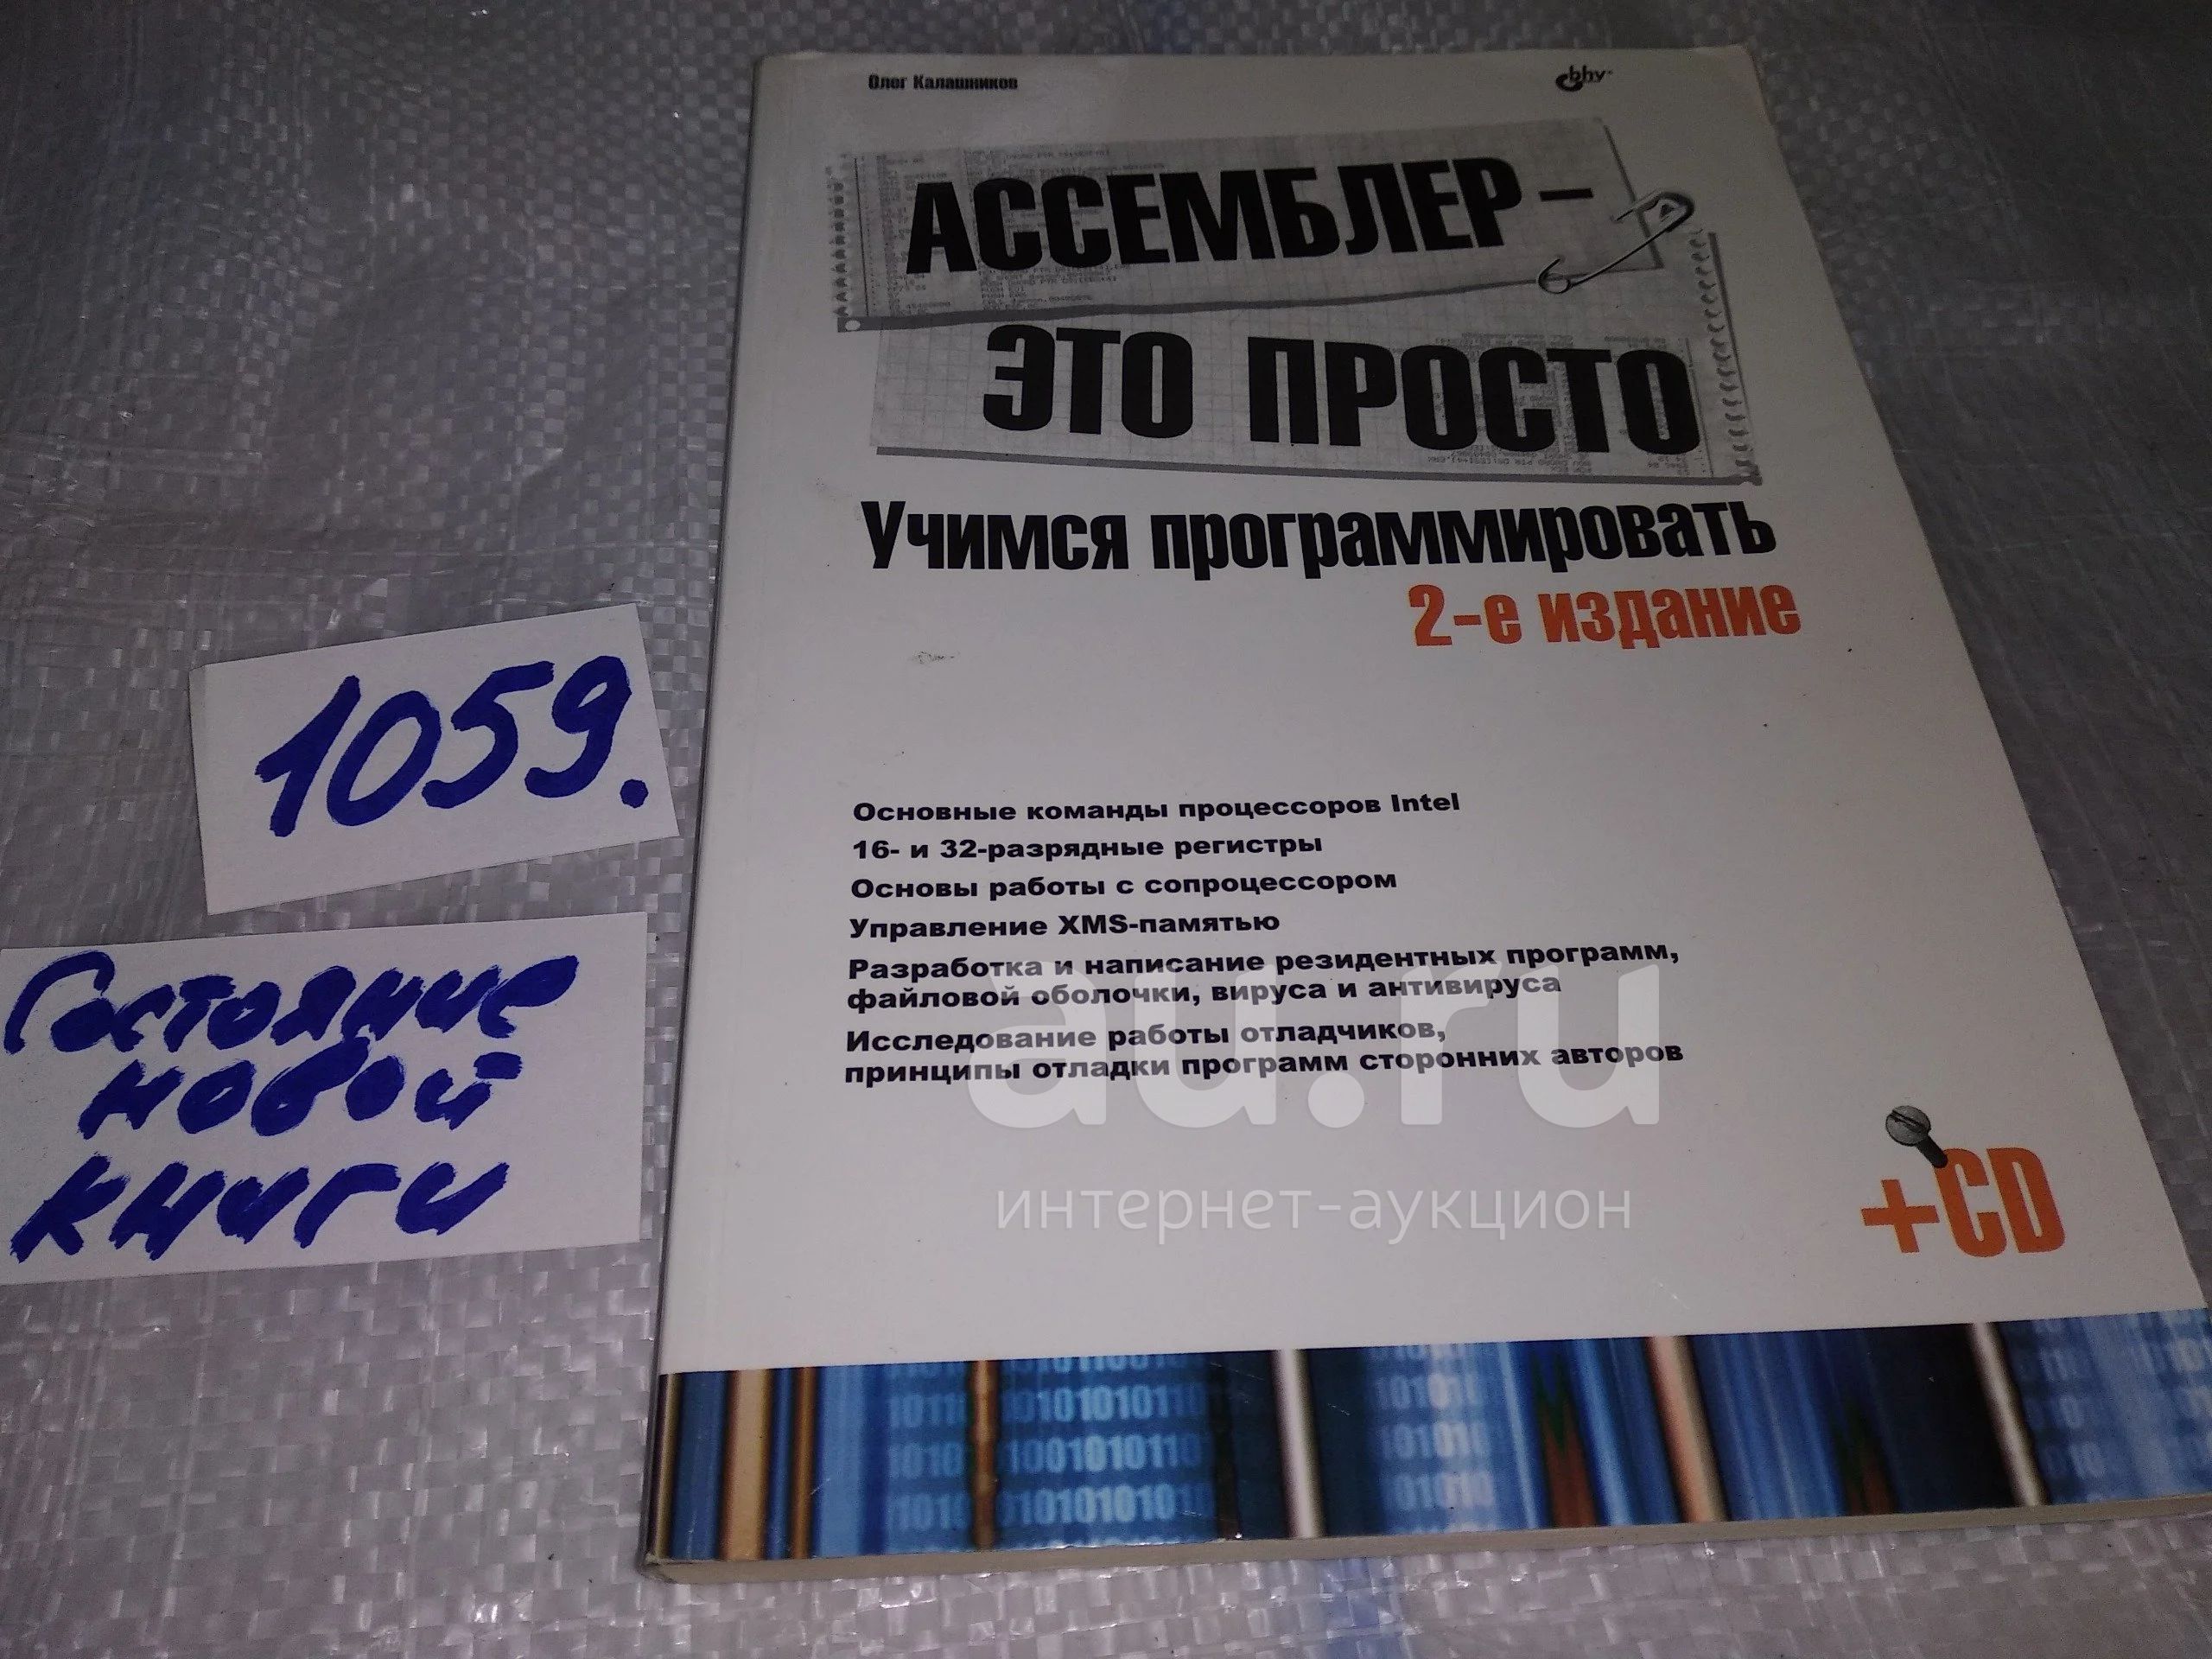 Олег Калашников
bhv
АССЕМБЛЕР –
ЭТО ПРОСТО
Учимся программировать
2-е издание
1059.
Состояние
новой
книги
Основные команды процессоров Intel
16- и 32-разрядные регистры
Основы работы с сопроцессором
Управление XMS-памятью
Разработка и написание резидентных программ,
файловой оболочки, вируса и антивируса
Исследование работы отладчиков,
принципы отладки программ сторонних авторов
au.ru
интернет-аукцион
+CD